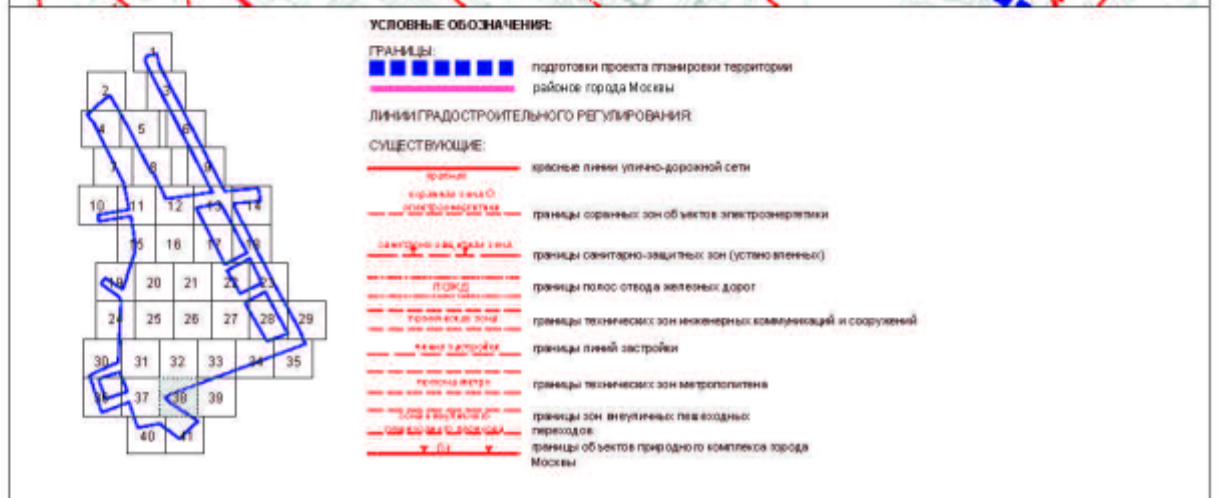 УСЛОВНЫЕ ОБОЗНАЧЕНИЯ:
ГРАНИЦЫ:
подготовки проекта планировки территории
районов города Москвы
ЛИНИИ ГРАДОСТРОИТЕЛЬНОГО РЕГУЛИРОВАНИЯ:
СУЩЕСТВУЮЩИЕ:
красные линии улично-дорожной сети
границы охранных зон объектов электроэнергетики
границы санитарно-защитных зон (установленных)
ПОЖД
границы полос отвода железных дорог
техническая зона
границы технических зон инженерных коммуникаций и сооружений
линия застройки
границы линий застройки
границы технических зон метрополитена
границы зон внеуличных пешеходных
переходов
границы объектов природного комплекса города
Москвы
1
2 3
4 5 6
7 8 9
10 11 12 13 14
15 16 17 18
19 20 21 22 23
24 25 26 27 28 29
30 31 32 33 34 35
36 37 38 39
40 41